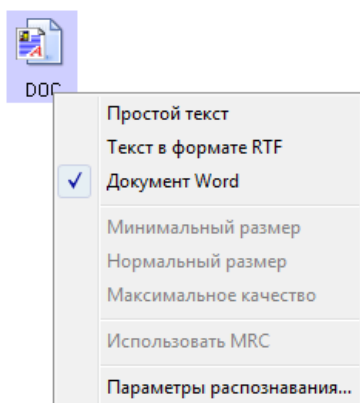 DOC
Простой текст
Текст в формате RTF
Документ Word
Минимальный размер
Нормальный размер
Максимальное качество
Использовать MRC
Параметры распознавания...